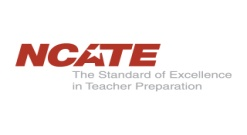 NCATE
The Standard of Excellence
in Teacher Preparation